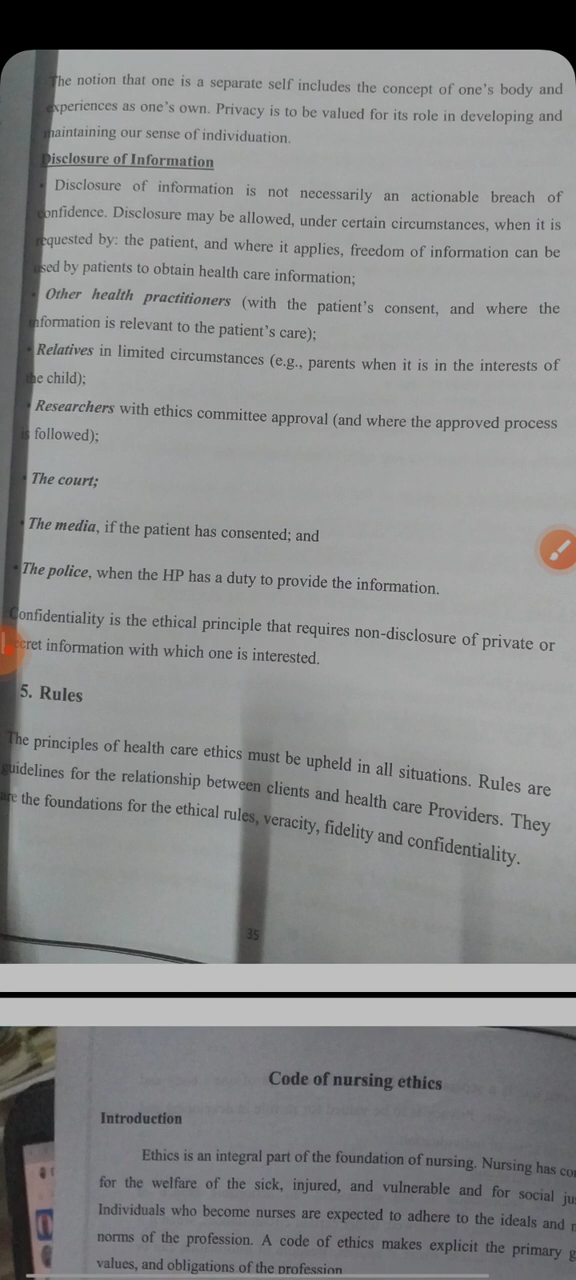 The notion that one is a separate self includes the concept of one's body and
experiences as one's own. Privacy is to be valued for its role in developing and
maintaining our sense of individuation.
Disclosure of Information
• Disclosure of information is not necessarily an actionable breach of
confidence. Disclosure may be allowed, under certain circumstances, when it is
requested by: the patient, and where it applies, freedom of information can be
used by patients to obtain health care information;
• Other health practitioners (with the patient's consent, and where the
information is relevant to the patient's care);
• Relatives in limited circumstances (e.g., parents when it is in the interests of
the child);
• Researchers with ethics committee approval (and where the approved process
is followed);
• The court;
• The media, if the patient has consented; and
• The police, when the HP has a duty to provide the information.
Confidentiality is the ethical principle that requires non-disclosure of private or
secret information with which one is interested.
5. Rules
The principles of health care ethics must be upheld in all situations. Rules are
guidelines for the relationship between clients and health care Providers. They
are the foundations for the ethical rules, veracity, fidelity and confidentiality.
35
Code of nursing ethics
Introduction
Ethics is an integral part of the foundation of nursing. Nursing has
for the welfare of the sick, injured, and vulnerable and for social
Individuals who become nurses are expected to adhere to the ideals and
norms of the profession. A code of ethics makes explicit the primary
values, and obligations of the profession